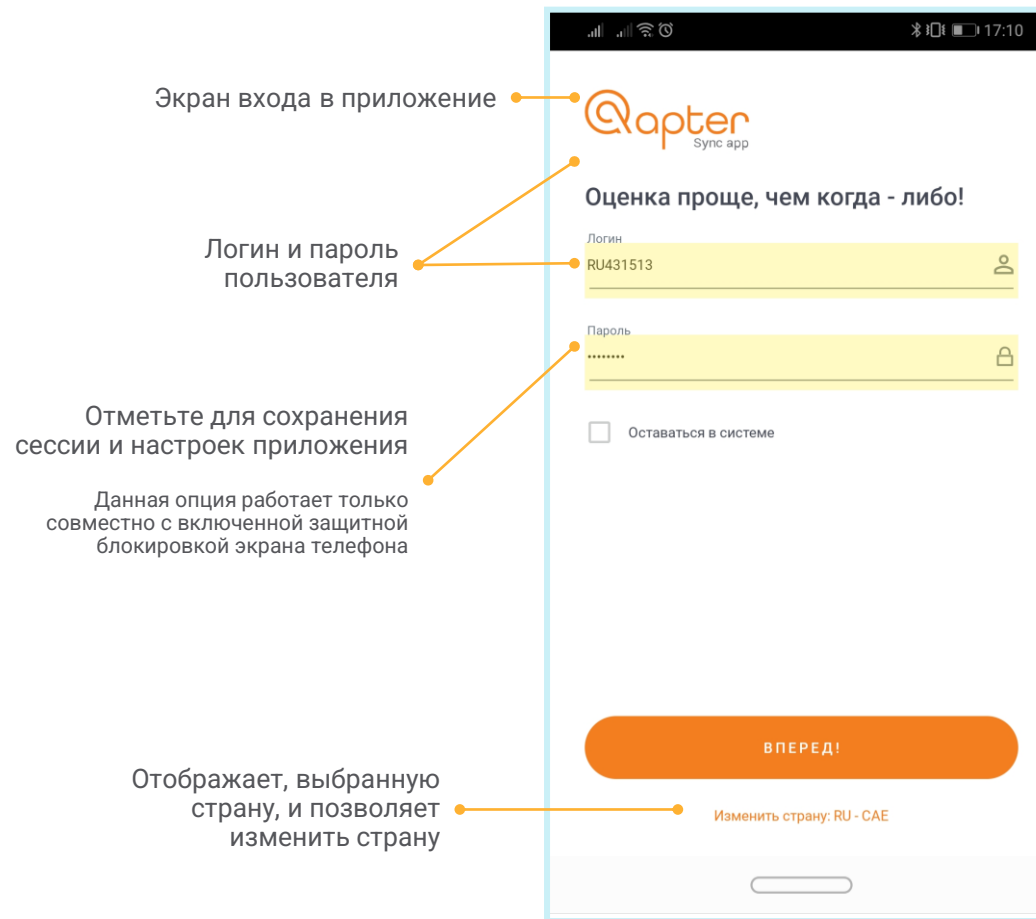 17:10
Экран входа в приложение
Qapter
Sync app
Оценка проще, чем когда - либо!
Логин и пароль
пользователя
Логин
RU431513
Пароль
••••••••
Отметьте для сохранения
сессии и настроек приложения
Оставаться в системе
Данная опция работает только
совместно с включенной защитной
блокировкой экрана телефона
ВПЕРЕД!
Отображает, выбранную
страну, и позволяет
изменить страну
Изменить страну: RU - CAE